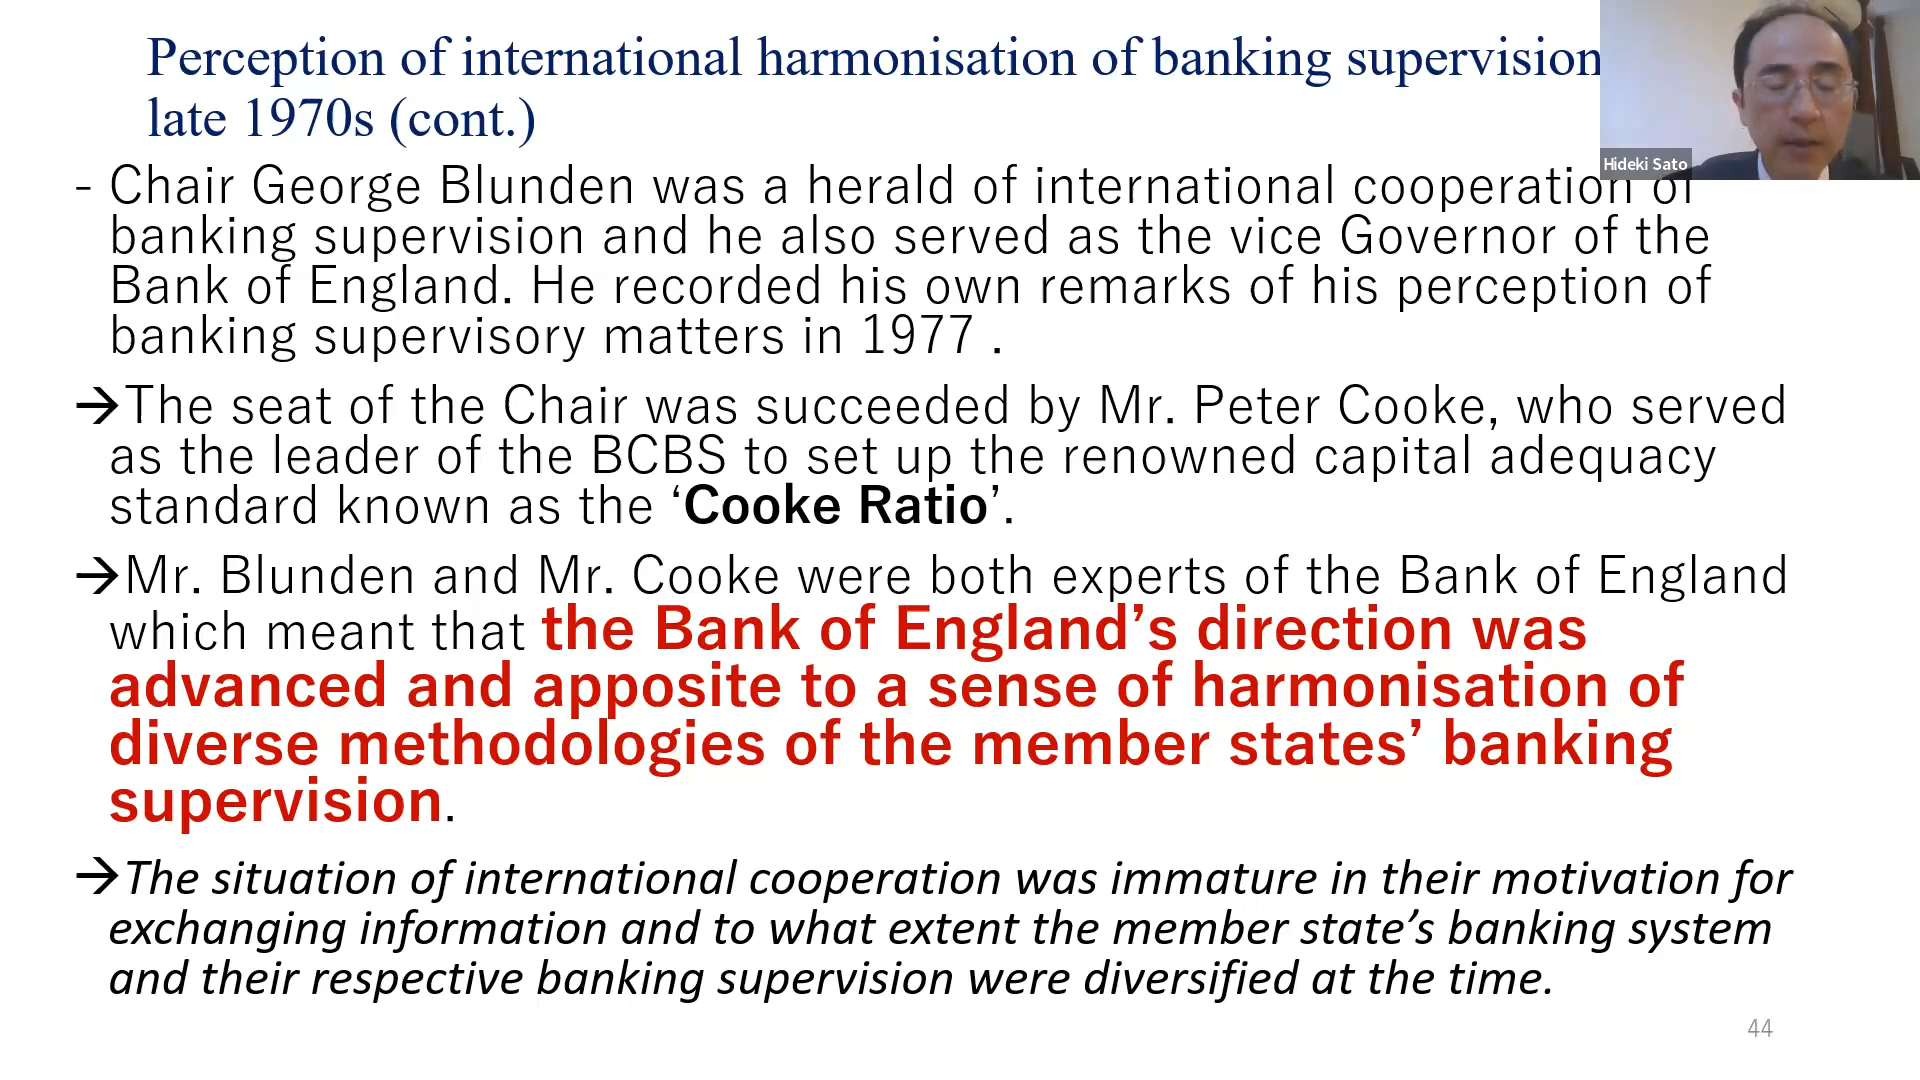 Perception of international harmonisation of banking supervision
late 1970s (cont.)
Hideki Sato
- Chair George Blunden was a herald of international cooperation of
banking supervision and he also served as the vice Governor of the
Bank of England. He recorded his own remarks of his perception of
banking supervisory matters in 1977 .
→The seat of the Chair was succeeded by Mr. Peter Cooke, who served
as the leader of the BCBS to set up the renowned capital adequacy
standard known as the ‘Cooke Ratio’.
→Mr. Blunden and Mr. Cooke were both experts of the Bank of England
which meant that the Bank of England’s direction was
advanced and apposite to a sense of harmonisation of
diverse methodologies of the member states’ banking
supervision.
→The situation of international cooperation was immature in their motivation for
exchanging information and to what extent the member state’s banking system
and their respective banking supervision were diversified at the time.
44